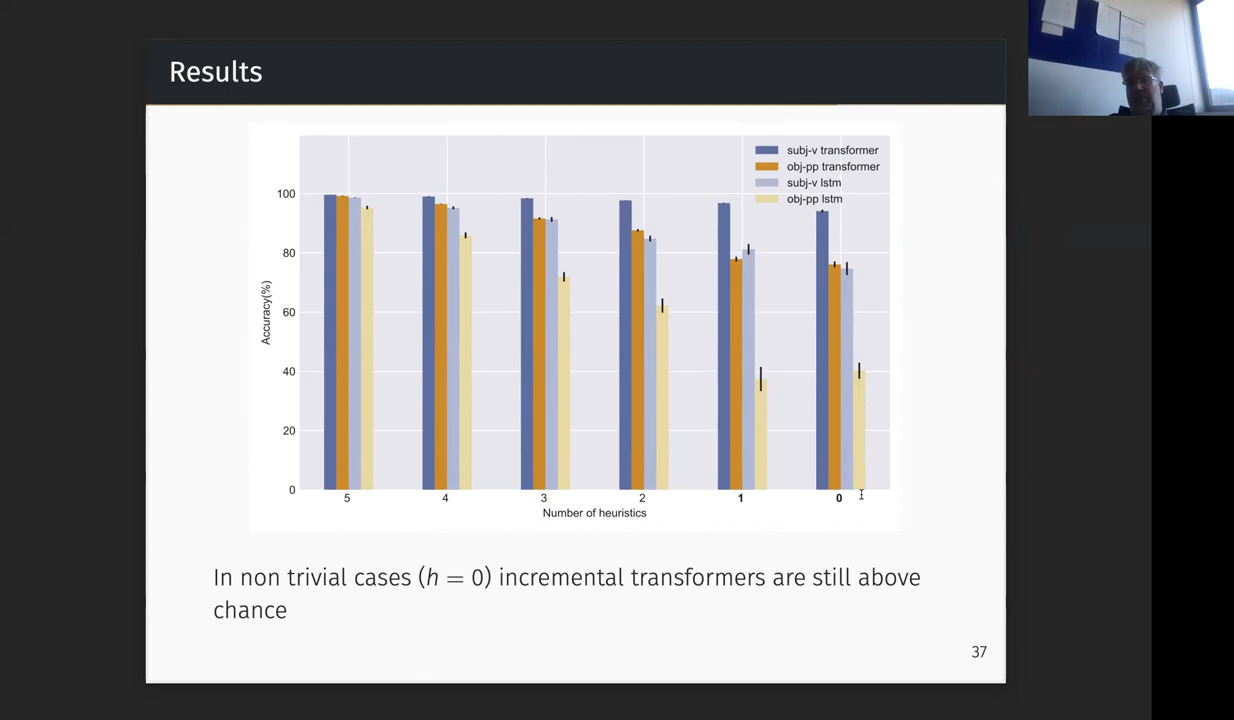 Results
subj-v transformer
obj-pp transformer
subj-v lstm
obj-pp lstm
100
80
60
40
20
0
Accuracy(%)
5 4 3 2 1 0
Number of heuristics
In non trivial cases (h = 0) incremental transformers are still above
chance
37